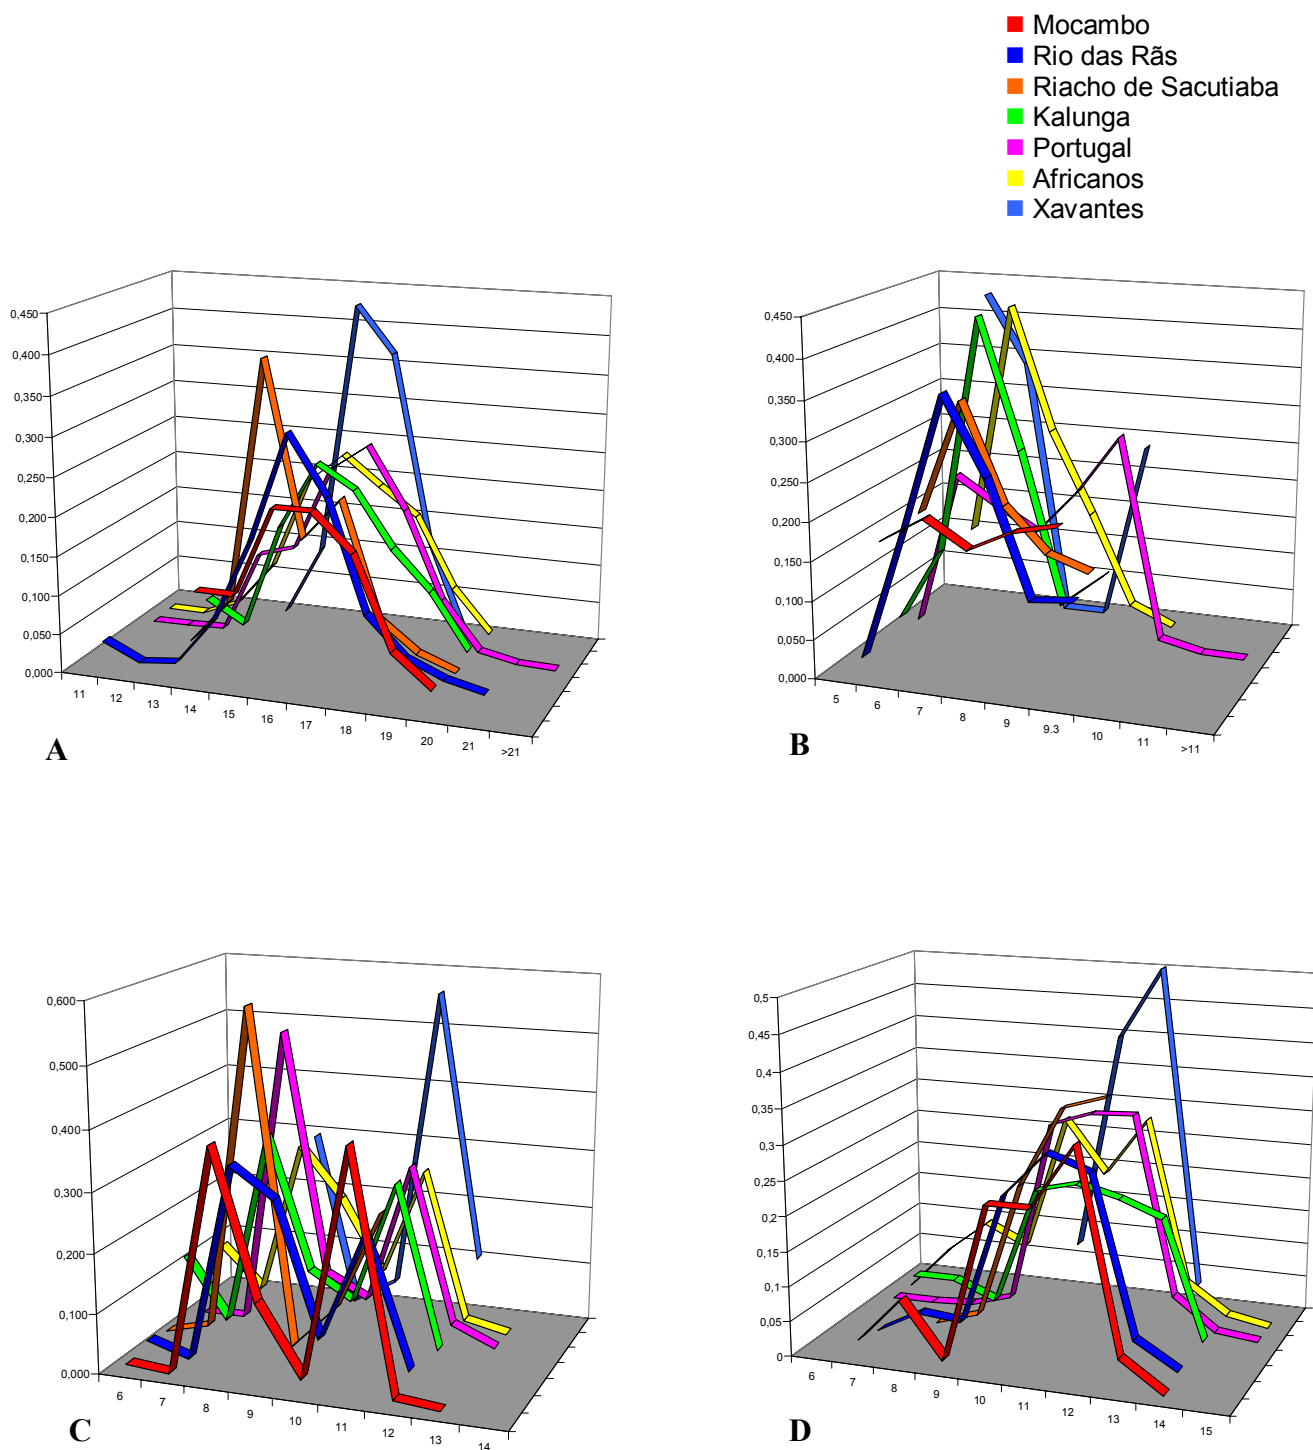 Mocambo
Rio das Rãs
Riacho de Sacutiaba
Kalunga
Portugal
Africanos
Xavantes
0,450
0,400
0,350
0,300
0,250
0,200
0,150
0,100
0,050
0,000
11 12 13 14 15 16 17 18 19 20 21 >21
A
0,450
0,400
0,350
0,300
0,250
0,200
0,150
0,100
0,050
0,000
5 6 7 8 9 9.3 10 11 >11
B
0,600
0,500
0,400
0,300
0,200
0,100
0,000
6 7 8 9 10 11 12 13 14
C
0,5
0,45
0,4
0,35
0,3
0,25
0,2
0,15
0,1
0,05
0
6 7 8 9 10 11 12 13 14 15
D